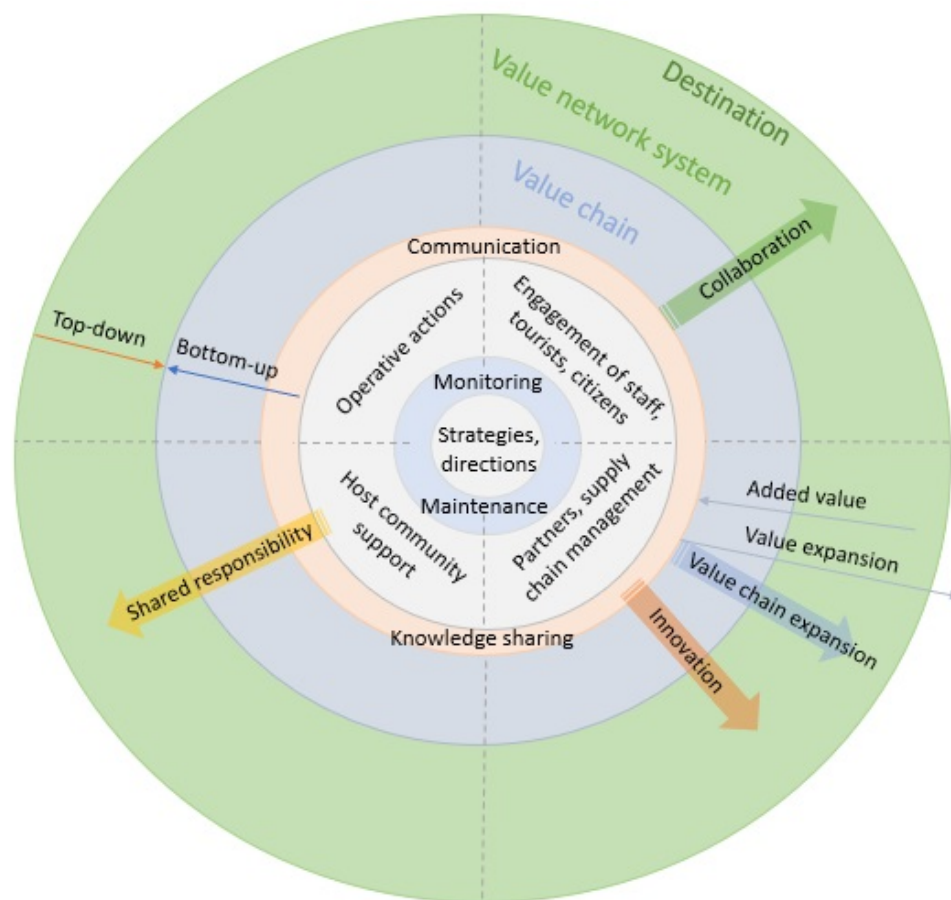 Destination
Value network system
Value chain
Communication
Collaboration
Operative actions
Engagement of staff,
tourists, citizens
Top-down
Bottom-up
Monitoring
Strategies,
directions
Maintenance
Host community
support
Partners, supply
chain management
Added value
Value expansion
Value chain expansion
Shared responsibility
Innovation
Knowledge sharing